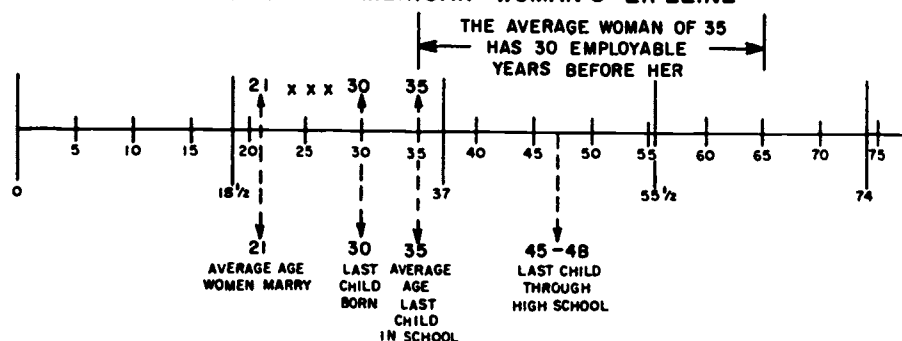 MERICAN WOMAN'S LIFELINE
THE AVERAGE WOMAN OF 35
HAS 30 EMPLOYABLE
YEARS BEFORE HER
21 x x x 30 35
5 10 15 20 25 30 35 40 45 50 55 60 65 70 75
0 18½ 37 55½ 74
21 30 35 45-48
AVERAGE AGE
WOMEN MARRY
LAST
CHILD
BORN
AVERAGE
AGE
LAST
CHILD
IN SCHOOL
LAST CHILD
THROUGH
HIGH SCHOOL